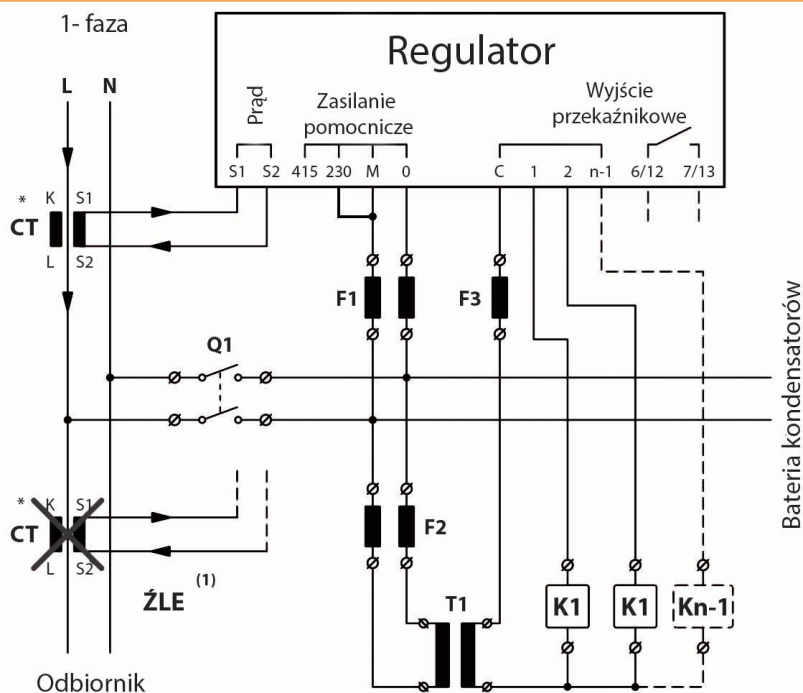 1- faza
Regulator
L N
Prąd
Zasilanie
pomocnicze
Wyjście
przekaźnikowe
S1 S2 415 230 M 0 C 1 2 n-1 6/12 7/13
* K S1
CT
L S2
F1 F3
Q1
Bateria kondensatorów
* K S1
CT
L S2
F2
ŹLE (1)
T1 K1 K1 Kn-1
Odbiornik